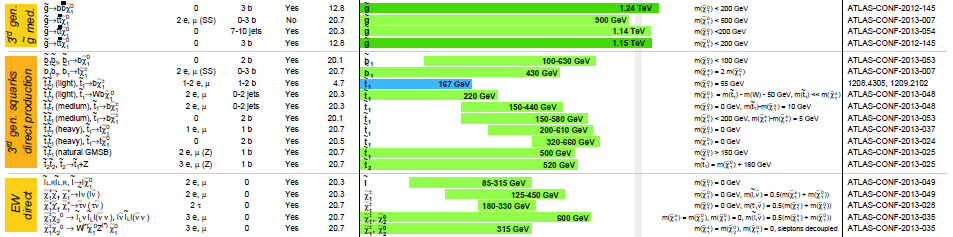 3rd gen. g̃ med.
g̃→bb̄χ̃₁⁰ 0 3 b Yes 12.8 g̃ 1.24 TeV m(χ̃₁⁰) < 200 GeV ATLAS-CONF-2012-145
g̃→tt̄χ̃₁⁰ 2 e, μ (SS) 0-3 b No 20.7 g̃ 900 GeV m(χ̃₁⁰) < 500 GeV ATLAS-CONF-2013-007
g̃→tt̄χ̃₁⁰ 0 7-10 jets Yes 20.3 g̃ 1.14 TeV m(χ̃₁⁰) <200 GeV ATLAS-CONF-2013-054
g̃→tt̄χ̃₁⁰ 0 3 b Yes 12.8 g̃ 1.15 TeV m(χ̃₁⁰) < 200 GeV ATLAS-CONF-2012-145
3rd gen. squarks direct production
b̃₁b̃₁, b̃₁→bχ̃₁⁰ 0 2 b Yes 20.1 b̃₁ 100-630 GeV m(χ̃₁⁰) < 100 GeV ATLAS-CONF-2013-053
b̃₁b̃₁, b̃₁→tχ̃₁± 2 e, μ (SS) 0-3 b Yes 20.7 b̃₁ 430 GeV m(χ̃₁±) = 2 m(χ̃₁⁰) ATLAS-CONF-2013-007
t̃₁t̃₁ (light), t̃₁→bχ̃₁± 1-2 e, μ 1-2 b Yes 4.7 t̃₁ 167 GeV m(χ̃₁⁰) = 55 GeV 1208.4305, 1209.2102
t̃₁t̃₁ (light), t̃₁→Wbχ̃₁⁰ 2 e, μ 0-2 jets Yes 20.3 t̃₁ 220 GeV m(χ̃₁⁰) = m(t̃₁) - m(W) - 50 GeV, m(t̃₁) << m(χ̃₁±) ATLAS-CONF-2013-048
t̃₁t̃₁ (medium), t̃₁→bχ̃₁± 2 e, μ 0-2 jets Yes 20.3 t̃₁ 150-440 GeV m(χ̃₁⁰) = 0 GeV, m(t̃₁)-m(χ̃₁±) = 10 GeV ATLAS-CONF-2013-048
t̃₁t̃₁ (medium), t̃₁→bχ̃₁± 0 2 b Yes 20.1 t̃₁ 150-580 GeV m(χ̃₁⁰) < 200 GeV, m(χ̃₁±)-m(χ̃₁⁰) = 5 GeV ATLAS-CONF-2013-053
t̃₁t̃₁ (heavy), t̃₁→tχ̃₁⁰ 1 e, μ 1 b Yes 20.7 t̃₁ 200-610 GeV m(χ̃₁⁰) = 0 GeV ATLAS-CONF-2013-037
t̃₁t̃₁ (heavy), t̃₁→tχ̃₁⁰ 0 2 b Yes 20.5 t̃₁ 320-660 GeV m(χ̃₁⁰) = 0 GeV ATLAS-CONF-2013-024
t̃₁t̃₁ (natural GMSB) 2 e, μ (Z) 1 b Yes 20.7 t̃₁ 500 GeV m(χ̃₁⁰) > 150 GeV ATLAS-CONF-2013-025
t̃₂t̃₂, t̃₂→t̃₁+Z 3 e, μ (Z) 1 b Yes 20.7 t̃₂ 520 GeV m(t̃₁) = m(χ̃₁⁰) + 180 GeV ATLAS-CONF-2013-025
EW direct
l̃L,Rl̃L,R, l̃→lχ̃₁⁰ 2 e, μ 0 Yes 20.3 l̃ 85-315 GeV m(χ̃₁⁰) = 0 GeV ATLAS-CONF-2013-049
χ̃₁⁺χ̃₁⁻, χ̃₁⁺→l̃ν(lν̃) 2 e, μ 0 Yes 20.3 χ̃₁± 125-450 GeV m(χ̃₁⁰) = 0 GeV, m(l̃,ν̃) = 0.5(m(χ̃₁±) + m(χ̃₁⁰)) ATLAS-CONF-2013-049
χ̃₁⁺χ̃₁⁻, χ̃₁⁺→τ̃ν(τν̃) 2 τ 0 Yes 20.7 χ̃₁± 180-330 GeV m(χ̃₁⁰) = 0 GeV, m(τ̃,ν̃) = 0.5(m(χ̃₁±) + m(χ̃₁⁰)) ATLAS-CONF-2013-028
χ̃₁±χ̃₂⁰→l̃Lνl̃Ll(ν̃ν), lν̃l̃Ll(ν̃ν) 3 e, μ 0 Yes 20.7 χ̃₁±, χ̃₂⁰ 600 GeV m(χ̃₁±) = m(χ̃₂⁰), m(χ̃₁⁰) = 0, m(l̃,ν̃) = 0.5(m(χ̃₁±) + m(χ̃₁⁰)) ATLAS-CONF-2013-035
χ̃₁±χ̃₂⁰→W⁽*⁾χ̃₁⁰Z⁽*⁾χ̃₁⁰ 3 e, μ 0 Yes 20.7 χ̃₁±, χ̃₂⁰ 315 GeV m(χ̃₁±) = m(χ̃₂⁰), m(χ̃₁⁰) = 0, sleptons decoupled ATLAS-CONF-2013-035